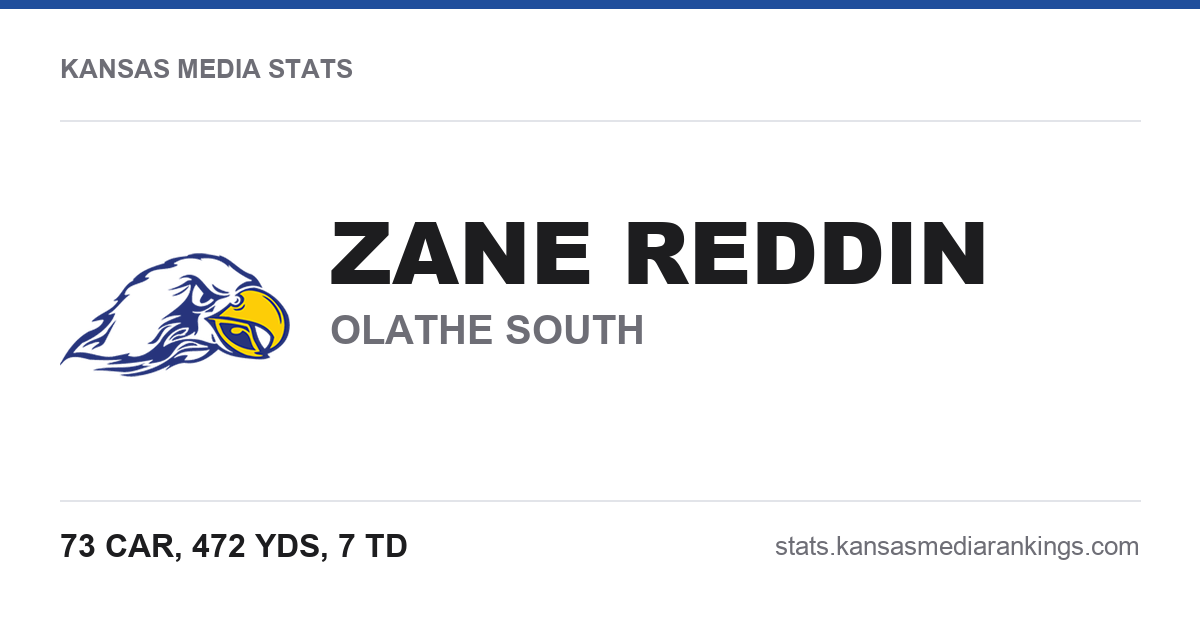 KANSAS MEDIA STATS
ZANE REDDIN
OLATHE SOUTH
73 CAR, 472 YDS, 7 TD
stats.kansasmediarankings.com